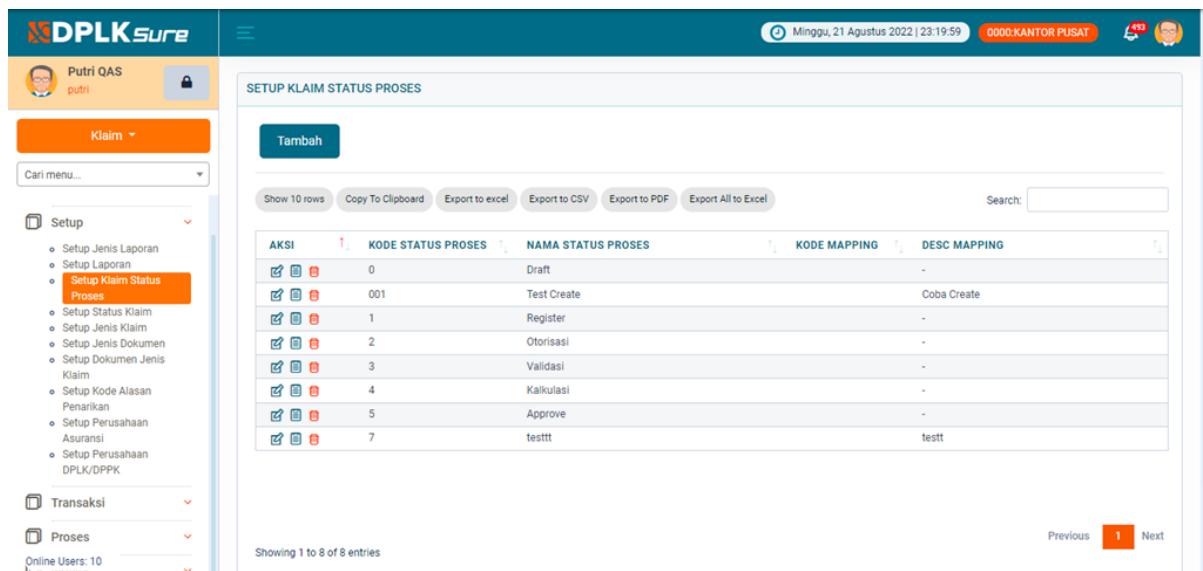 DPLKSure
Minggu, 21 Agustus 2022 | 23:19:59
0000:KANTOR PUSAT
493
Putri QAS
putri
Klaim
Cari menu...
Setup
Setup Jenis Laporan
Setup Laporan
Setup Klaim Status
Proses
Setup Status Klaim
Setup Jenis Klaim
Setup Jenis Dokumen
Setup Dokumen Jenis
Klaim
Setup Kode Alasan
Penarikan
Setup Perusahaan
Asuransi
Setup Perusahaan
DPLK/DPPK
Transaksi
Proses
Online Users: 10
SETUP KLAIM STATUS PROSES
Tambah
Show 10 rows Copy To Clipboard Export to excel Export to CSV Export to PDF Export All to Excel Search:
AKSI KODE STATUS PROSES NAMA STATUS PROSES KODE MAPPING DESC MAPPING
0 Draft -
001 Test Create Coba Create
1 Register -
2 Otorisasi -
3 Validasi -
4 Kalkulasi -
5 Approve -
7 testtt testt
Previous 1 Next
Showing 1 to 8 of 8 entries